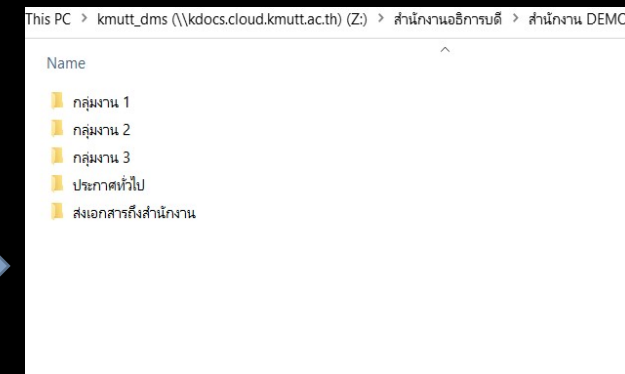 This PC > kmutt_dms (\\kdocs.cloud.kmutt.ac.th) (Z:) > สำนักงานอธิการบดี > สำนักงาน DEMO
Name
กลุ่มงาน 1
กลุ่มงาน 2
กลุ่มงาน 3
ประกาศทั่วไป
ส่งเอกสารถึงสำนักงาน